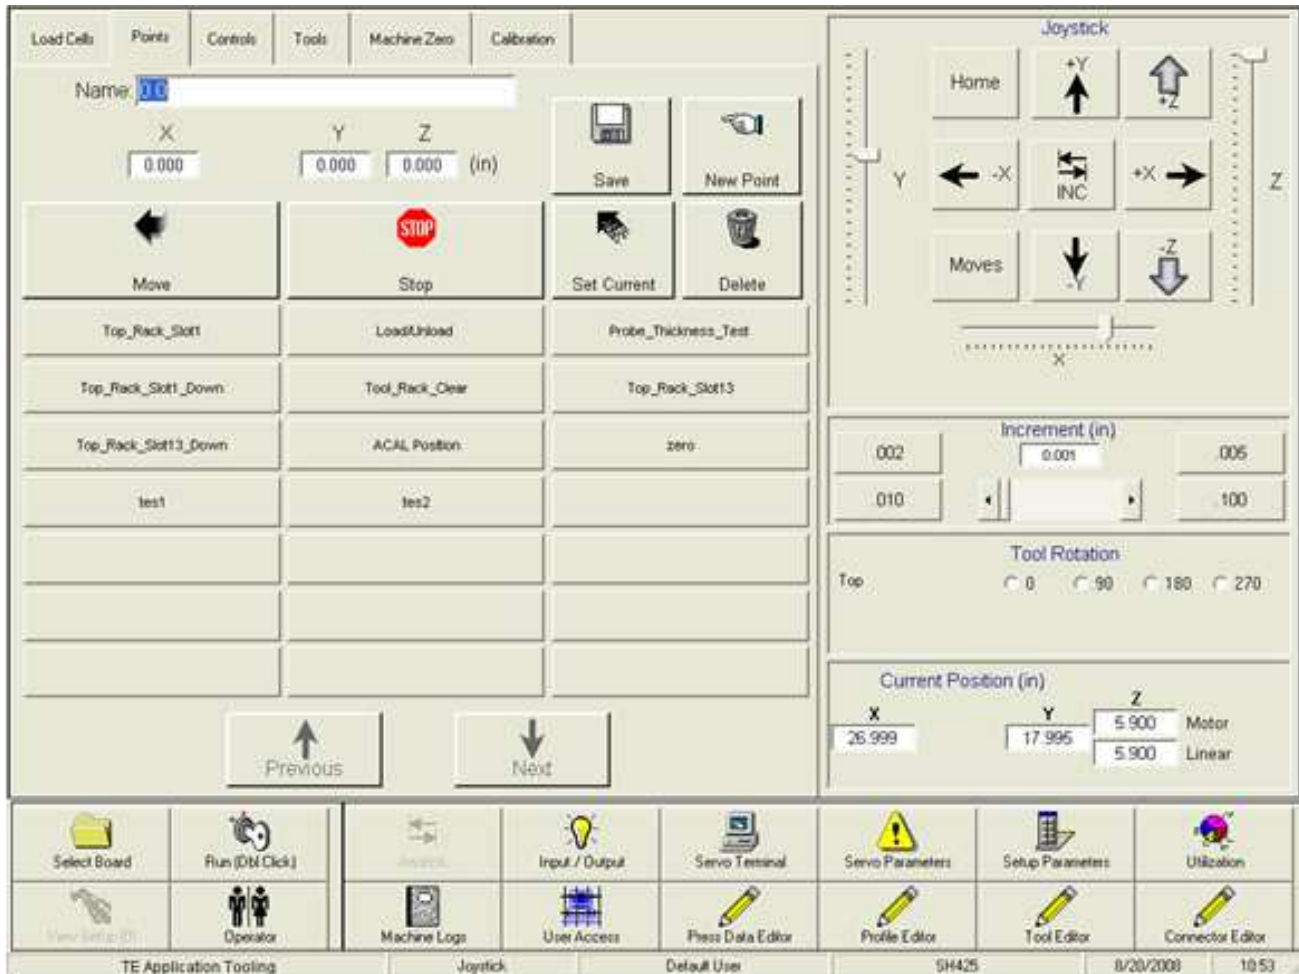 Load Cells Points Controls Tools Machine Zero Calibration
Name: 0.0
X Y Z
0.000 0.000 0.000 (in)
Save New Point
STOP
Move Stop Set Current Delete
Top_Rack_Slot1 Load/Unload Probe_Thickness_Test
Top_Rack_Slot1_Down Tool_Rack_Clear Top_Rack_Slot13
Top_Rack_Slot13_Down ACAL Position zero
tes1 tes2
Previous Next
Joystick
Home +Y +Z
Y -X INC +X Z
Moves -Y -Z
X
Increment (in)
.002 0.001 .005
.010 .100
Tool Rotation
Top 0 90 180 270
Current Position (in)
X Y Z
26.999 17.995 5.900 Motor
5.900 Linear
Select Board Run (Dbl.Click) Joystick Input / Output Servo Terminal Servo Parameters Setup Parameters Utilization
Operator Machine Logs User Access Press Data Editor Profile Editor Tool Editor Connector Editor
TE Application Tooling Joystick Default User SH425 8/20/2008 10:53